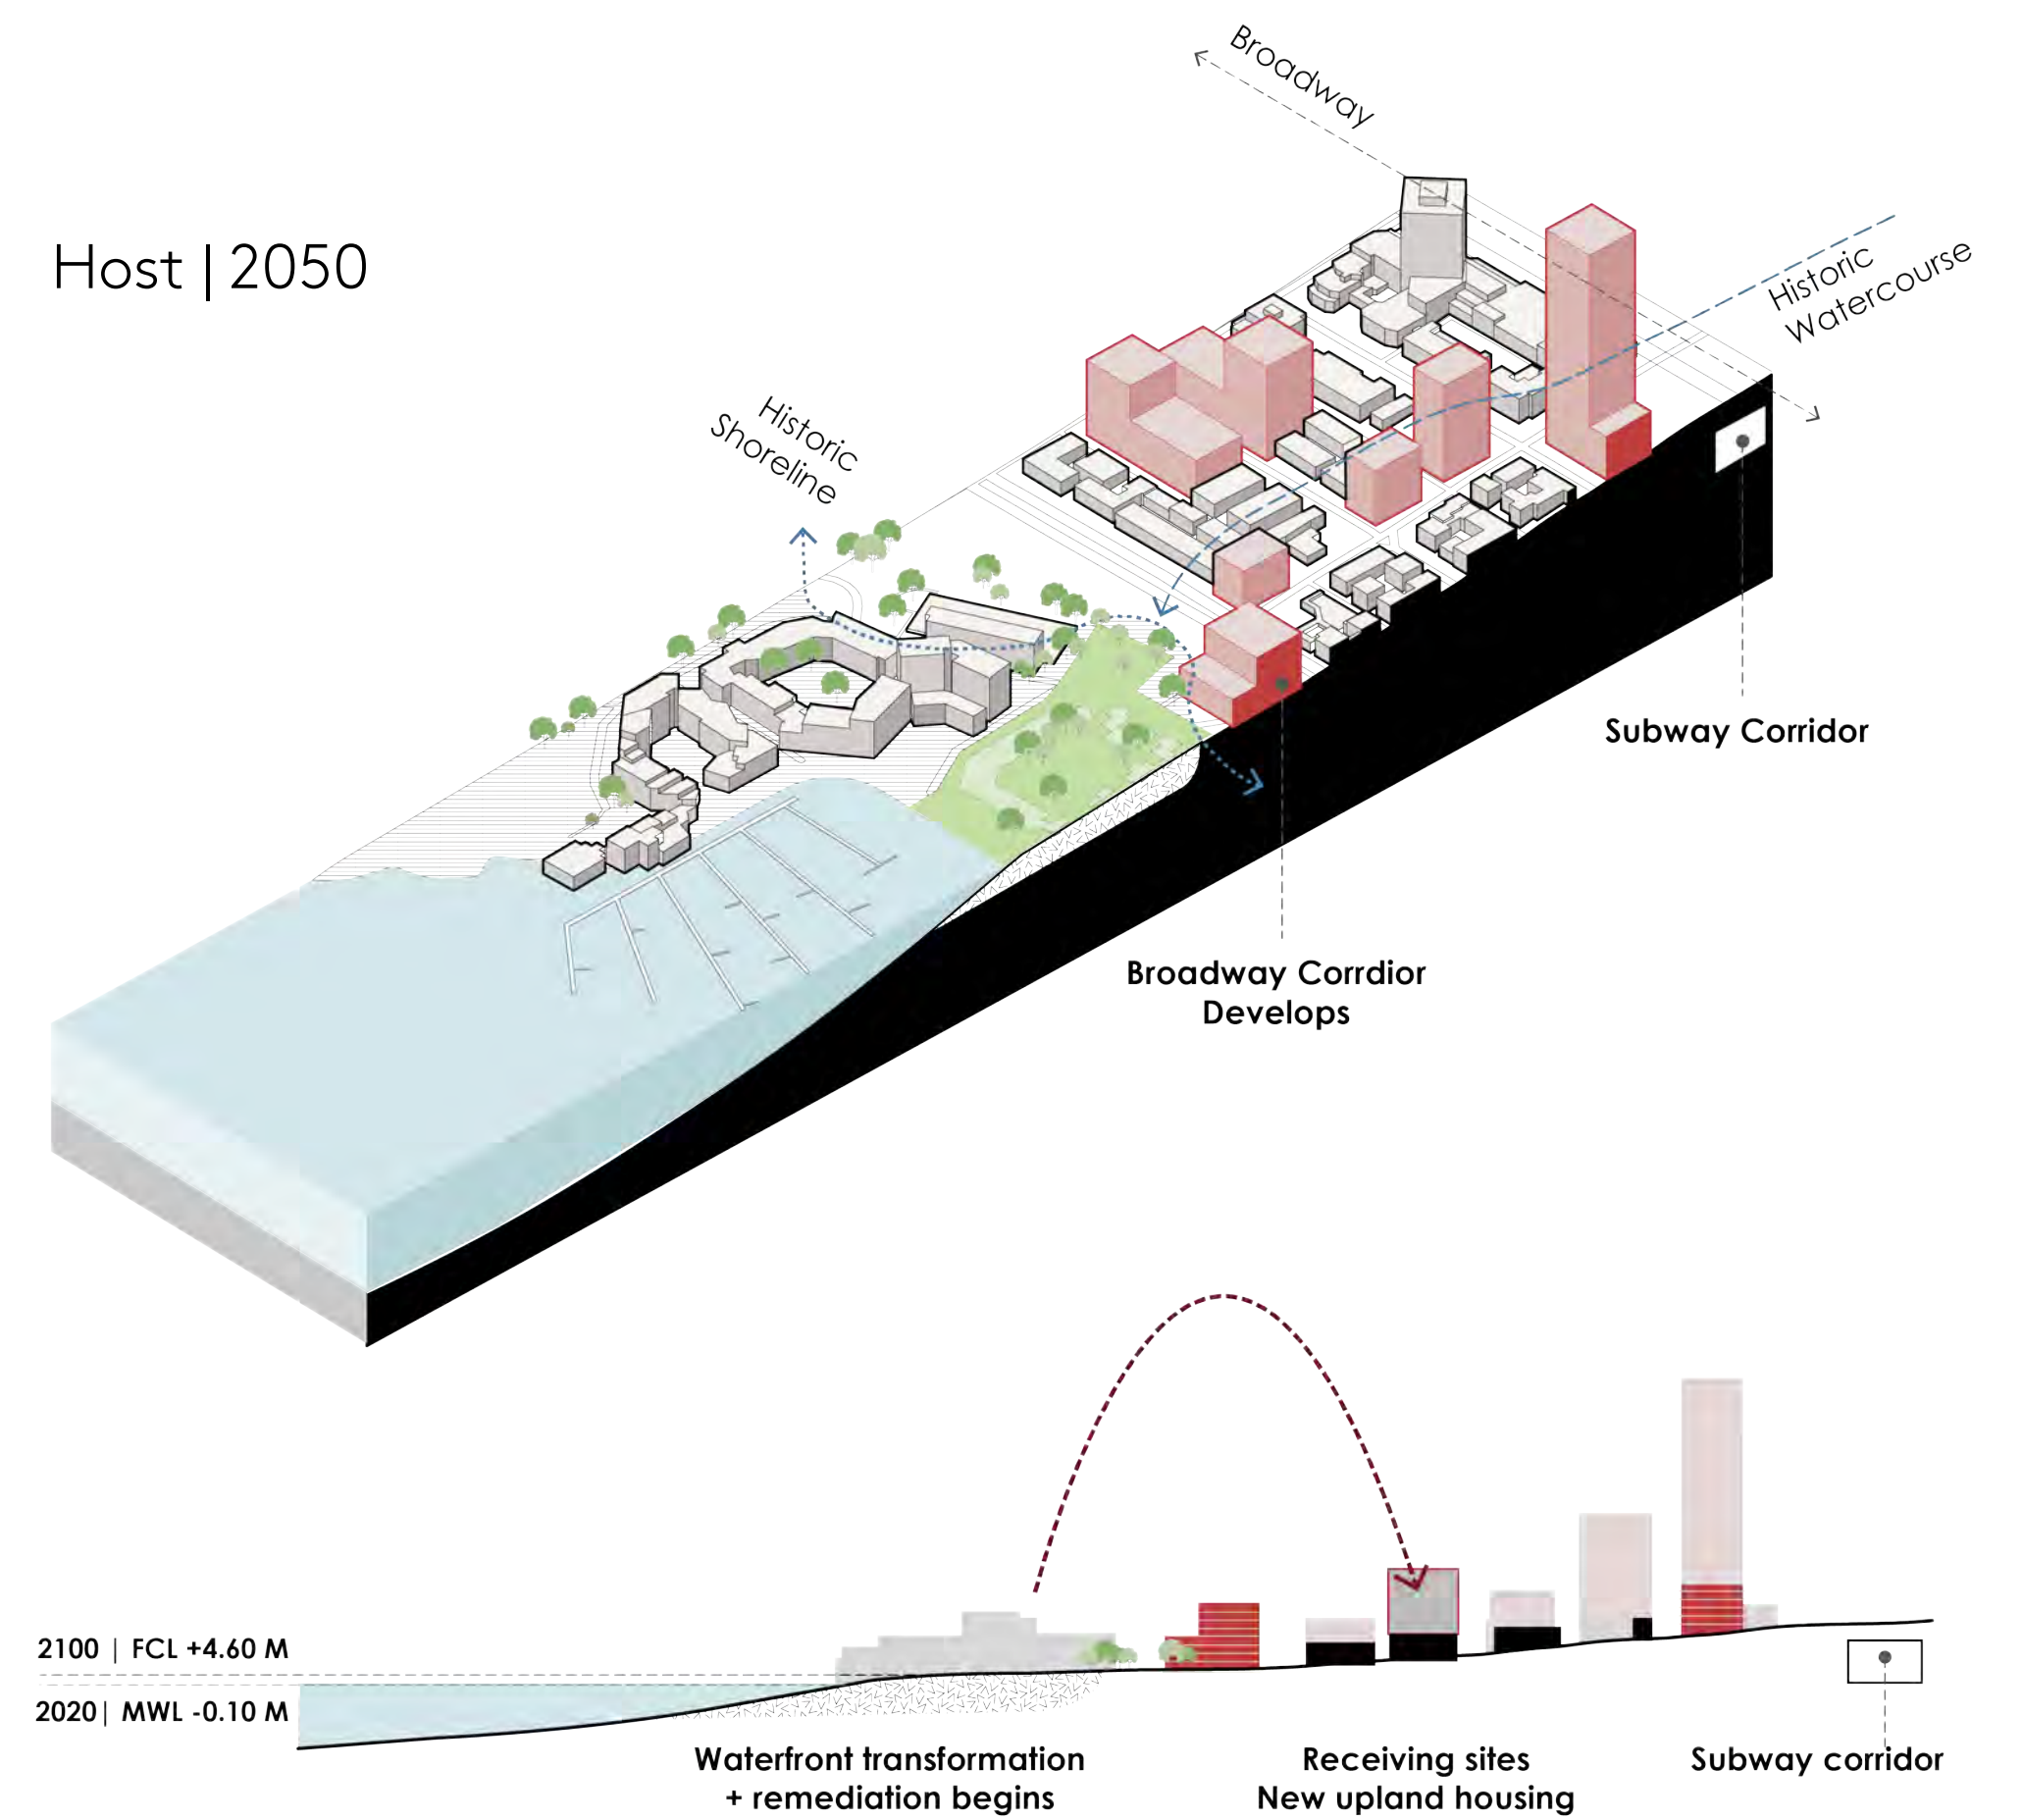 Broadway
Host | 2050
Historic
Watercourse
Historic
Shoreline
Subway Corridor
Broadway Corrdior
Develops
2100 | FCL +4.60 M
2020| MWL -0.10 M
Waterfront transformation
+ remediation begins
Receiving sites
New upland housing
Subway corridor